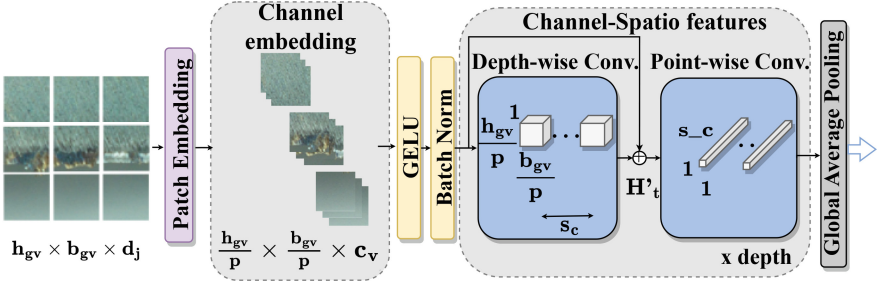 Channel
embedding
Channel-Spatio features
Patch Embedding
GELU
Batch Norm
Depth-wise Conv.
Point-wise Conv.
Global Average Pooling
1
h_gv
p
b_gv
p
s_c
H'_t
s_c
1
1
x depth
h_gv × b_gv × d_j
h_gv/p × b_gv/p × c_v